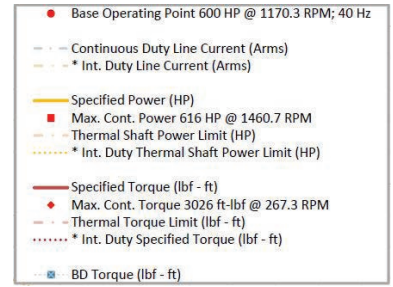 Base Operating Point 600 HP @ 1170.3 RPM; 40 Hz
Continuous Duty Line Current (Arms)
* Int. Duty Line Current (Arms)
Specified Power (HP)
Max. Cont. Power 616 HP @ 1460.7 RPM
Thermal Shaft Power Limit (HP)
* Int. Duty Thermal Shaft Power Limit (HP)
Specified Torque (lbf - ft)
Max. Cont. Torque 3026 ft-lbf @ 267.3 RPM
Thermal Torque Limit (lbf - ft)
* Int. Duty Specified Torque (lbf - ft)
BD Torque (lbf - ft)